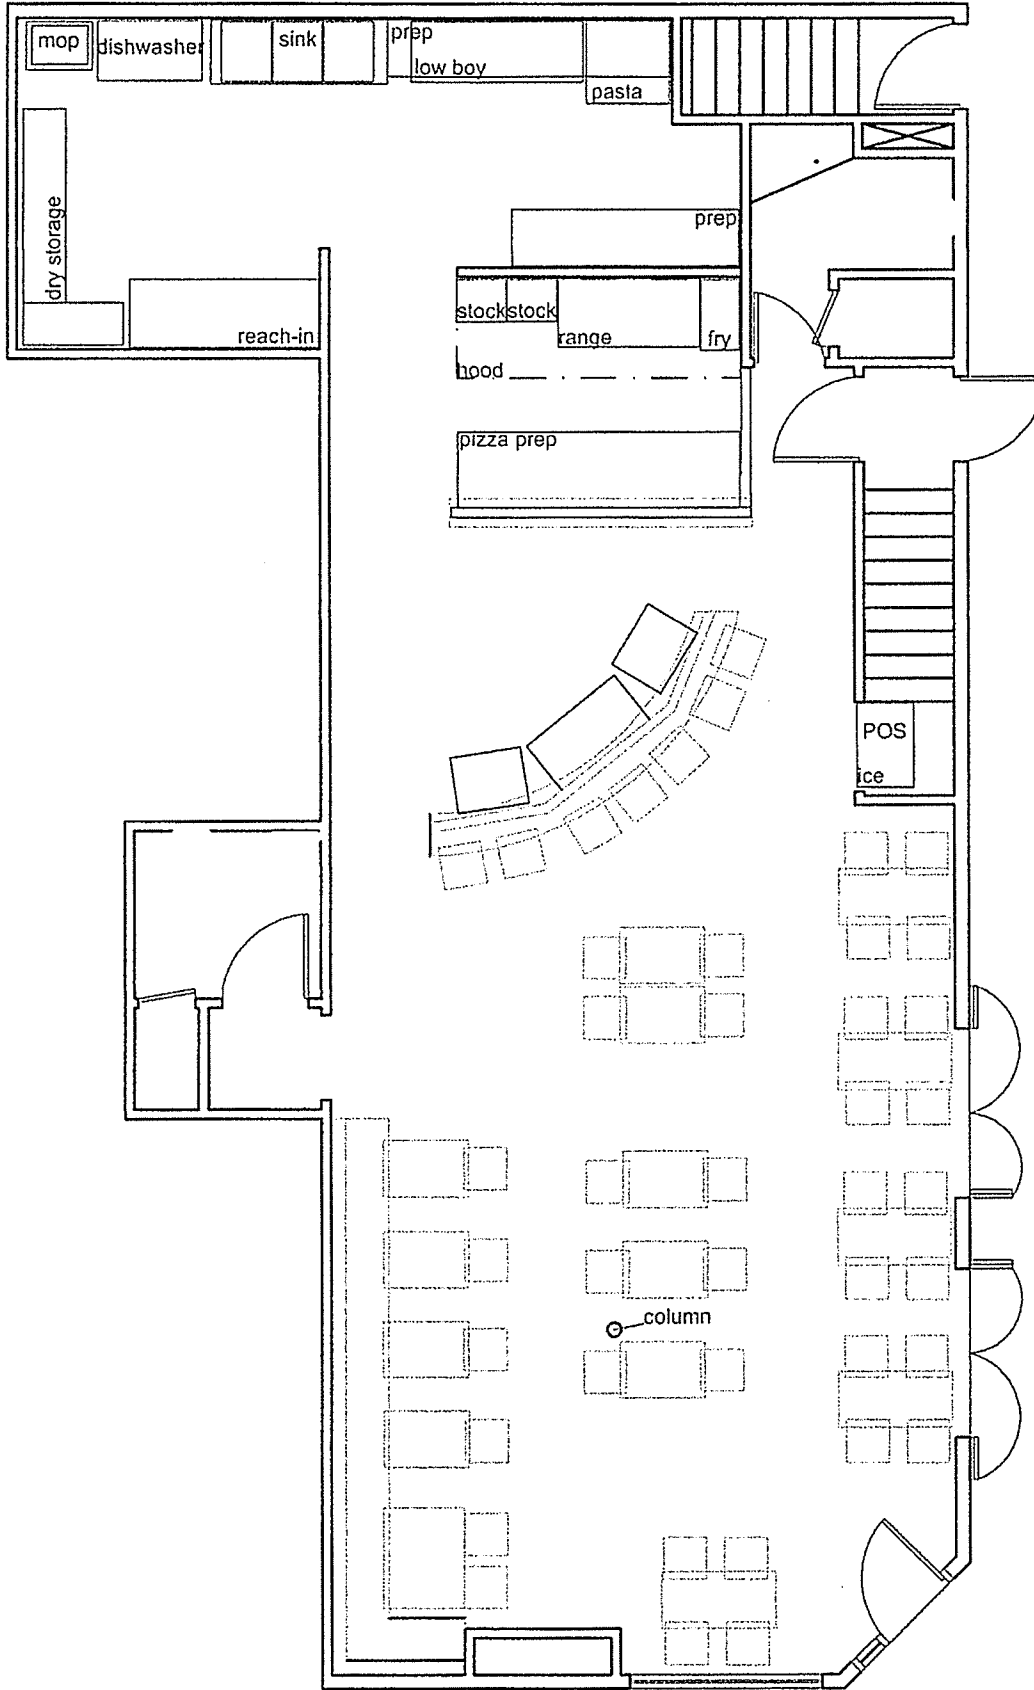 mop
dishwasher
sink
prep
low boy
pasta
dry storage
prep
reach-in
stock
stock
range
fry
hood
pizza prep
POS
ice
column